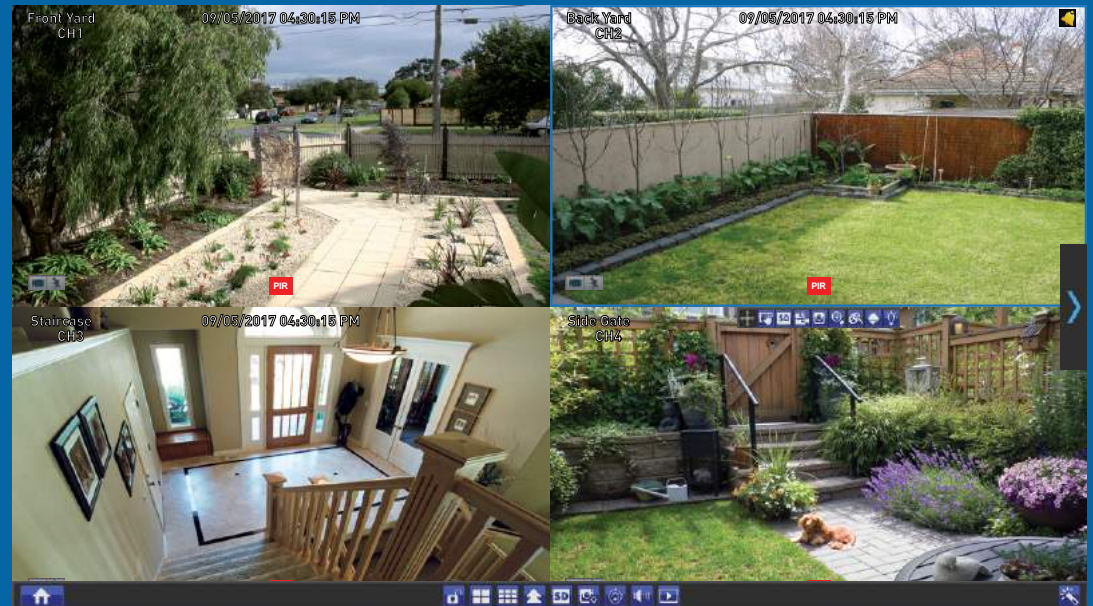 Front Yard
CH1
09/05/2017 04:30:15 PM
PIR
Back Yard
CH2
09/05/2017 04:30:15 PM
PIR
Staircase
CH3
09/05/2017 04:30:15 PM
Side Gate
CH4
SD